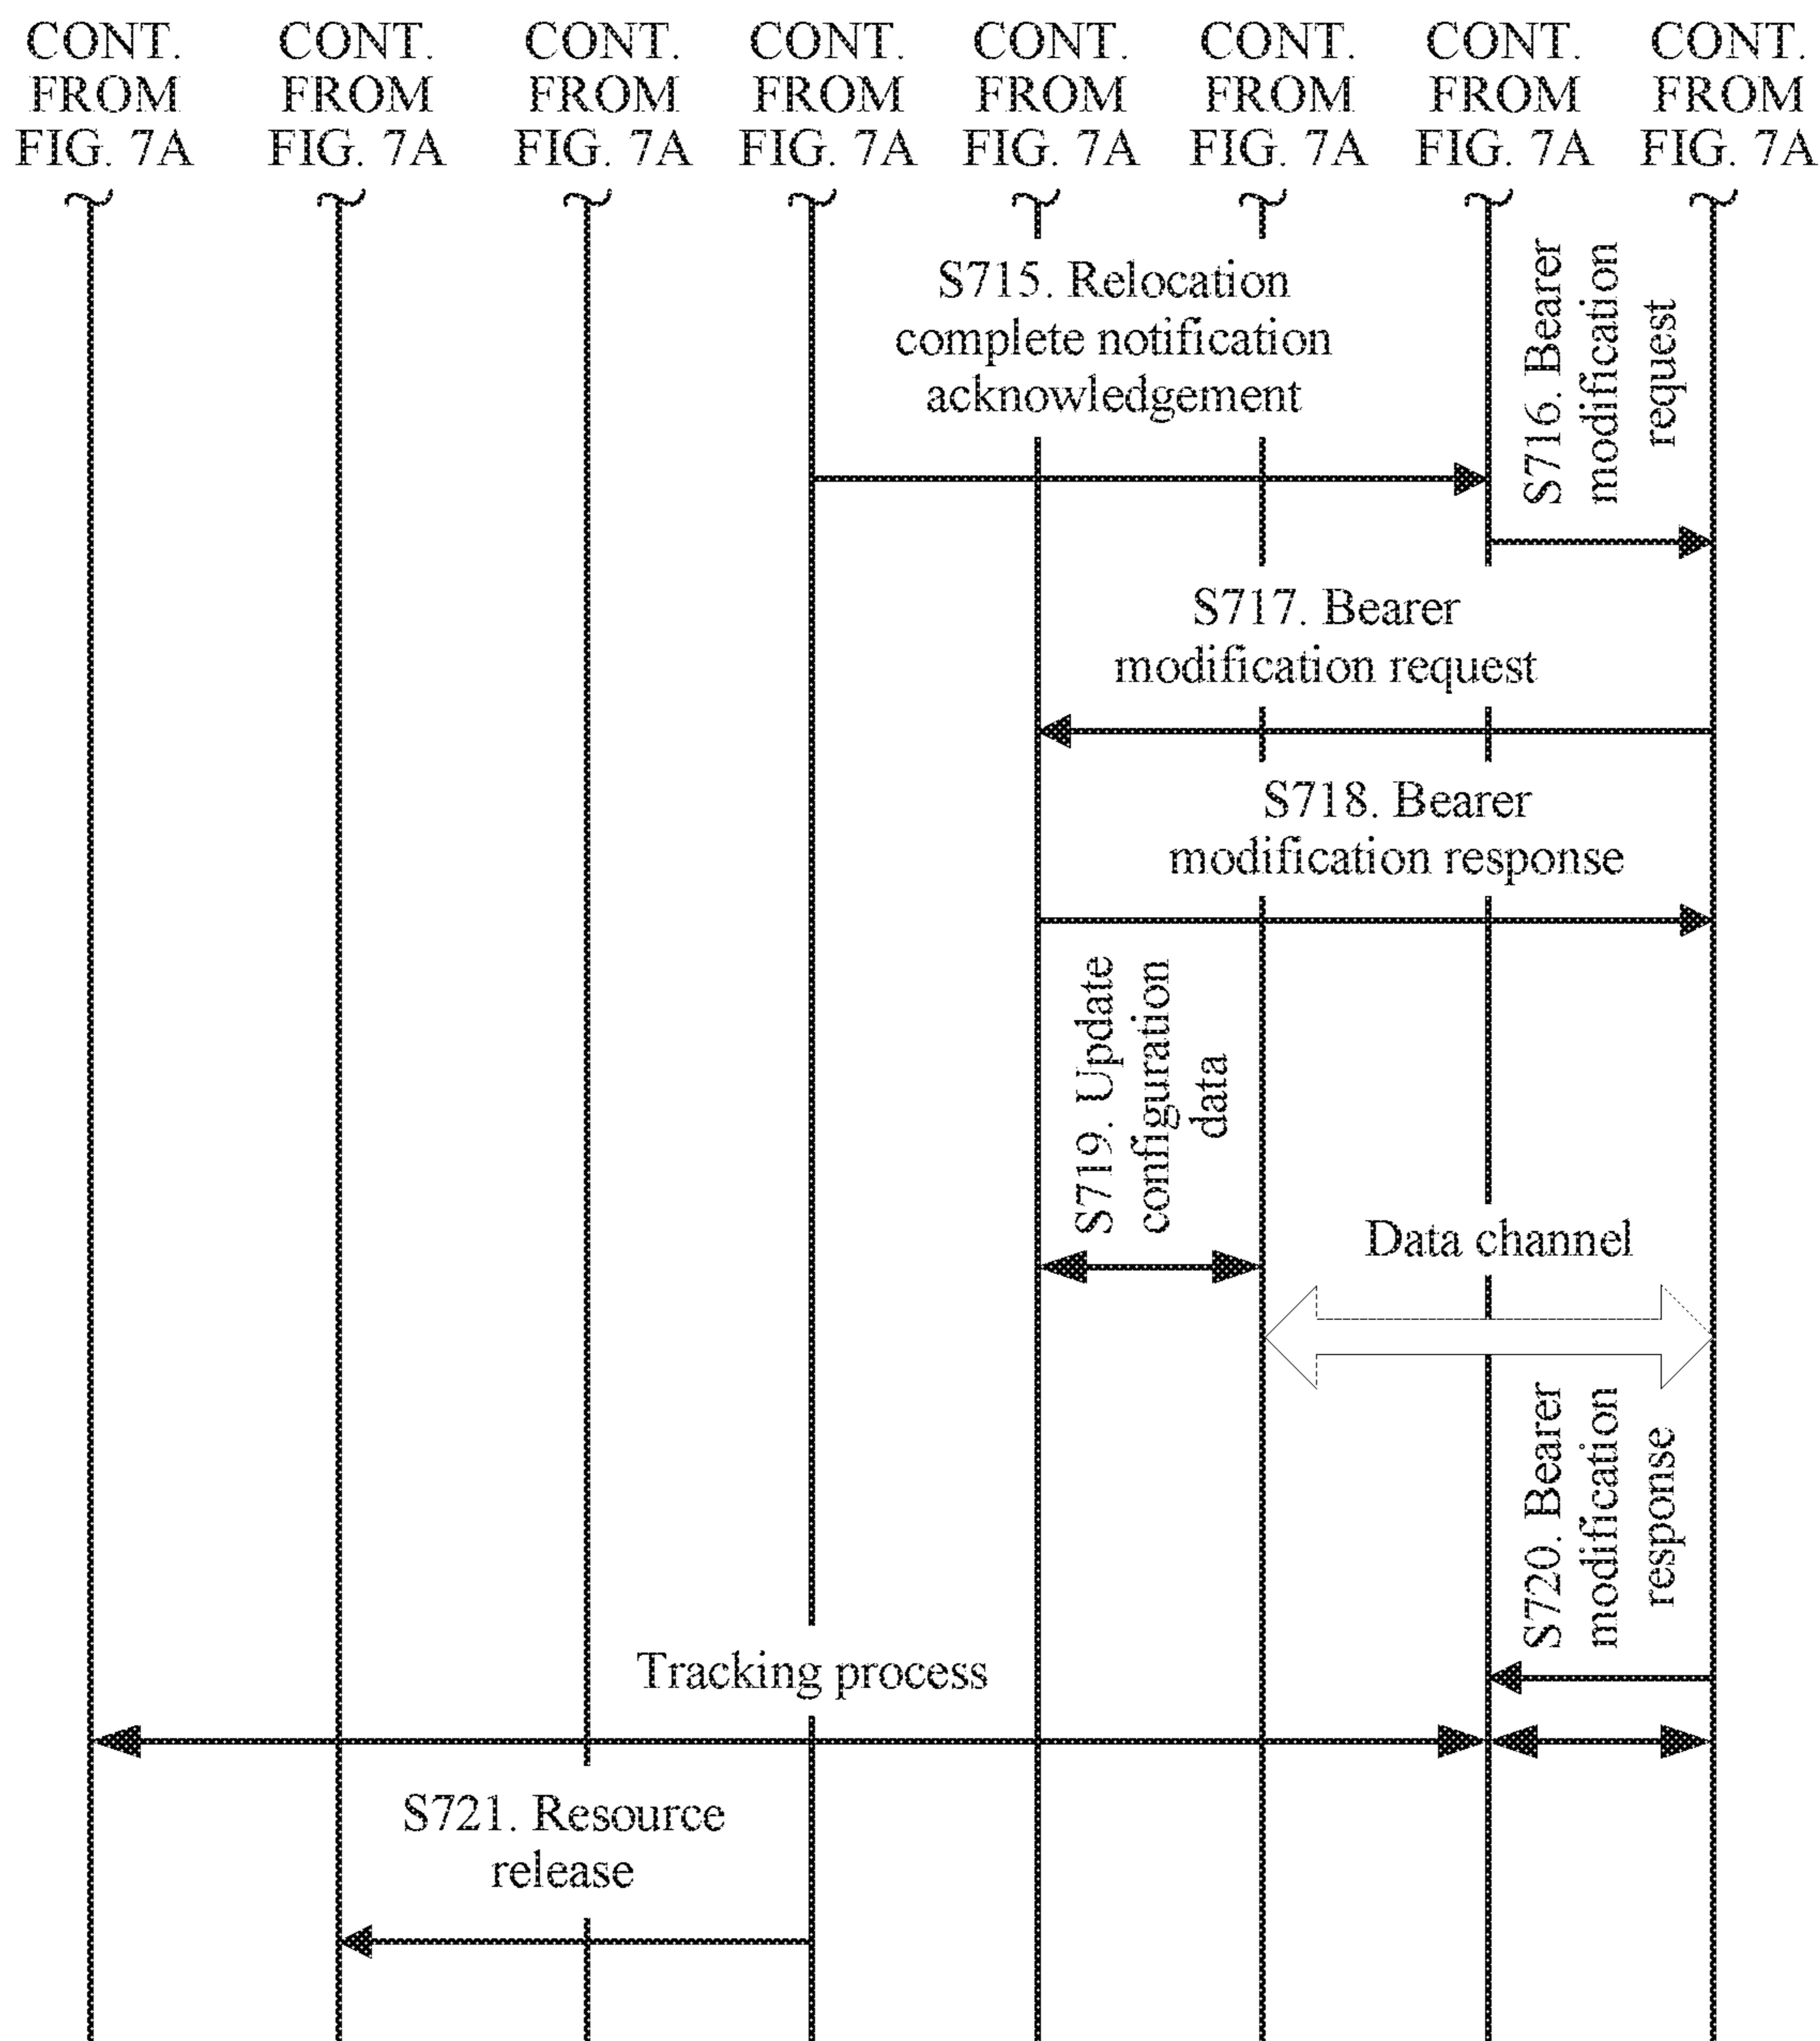 CONT. CONT. CONT. CONT. CONT. CONT. CONT. CONT.
FROM FROM FROM FROM FROM FROM FROM FROM
FIG. 7A FIG. 7A FIG. 7A FIG. 7A FIG. 7A FIG. 7A FIG. 7A FIG. 7A
S715. Relocation
complete notification
acknowledgement
S716. Bearer
modification
request
S717. Bearer
modification request
S718. Bearer
modification response
S719. Update
configuration
data
Data channel
S720. Bearer
modification
response
Tracking process
S721. Resource
release